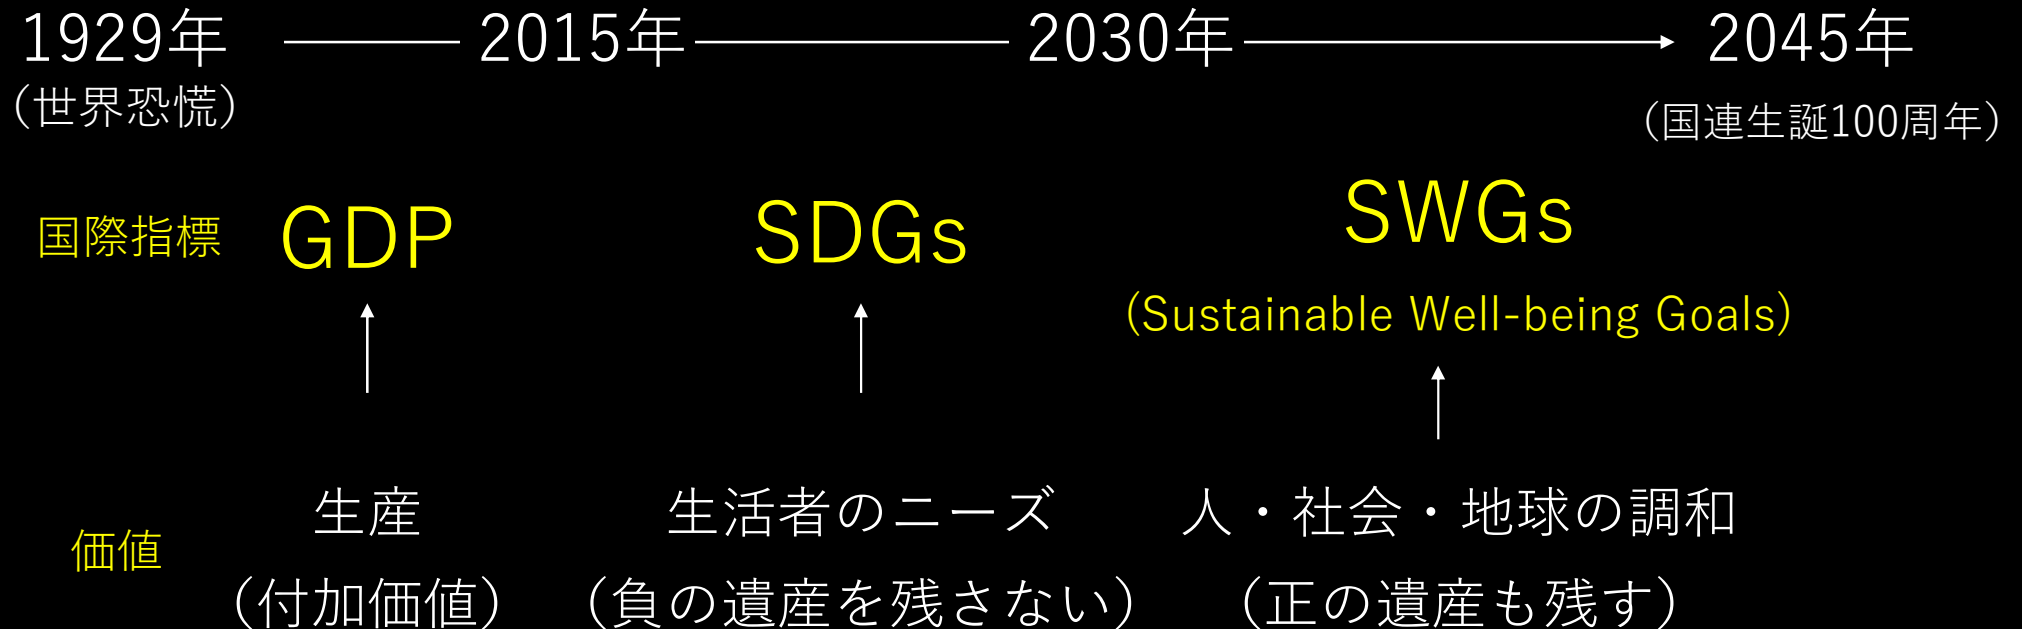 1929年 2015年 2030年 2045年
（世界恐慌） （国連生誕100周年）
国際指標 GDP SDGs SWGs
（Sustainable Well-being Goals）
生産 生活者のニーズ 人・社会・地球の調和
価値
（付加価値） （負の遺産を残さない） （正の遺産も残す）